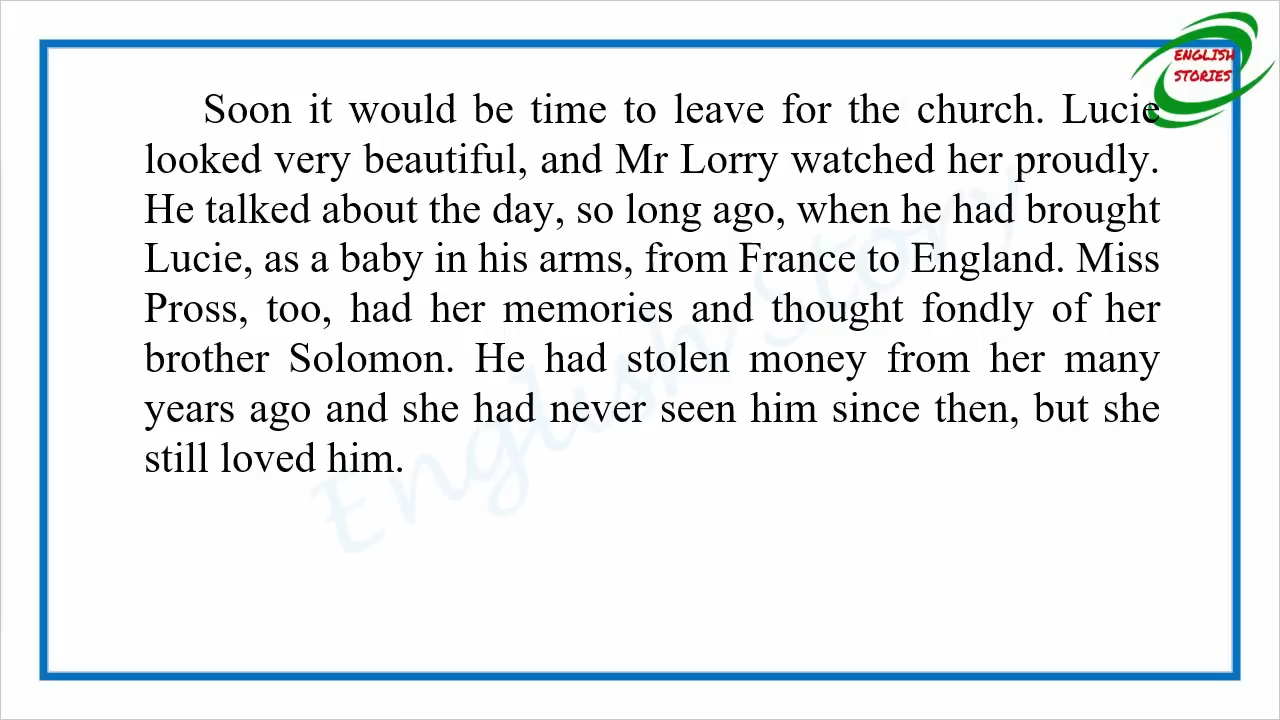 ENGLISH
STORIES
Soon it would be time to leave for the church. Lucie
looked very beautiful, and Mr Lorry watched her proudly.
He talked about the day, so long ago, when he had brought
Lucie, as a baby in his arms, from France to England. Miss
Pross, too, had her memories and thought fondly of her
brother Solomon. He had stolen money from her many
years ago and she had never seen him since then, but she
still loved him.
English Story